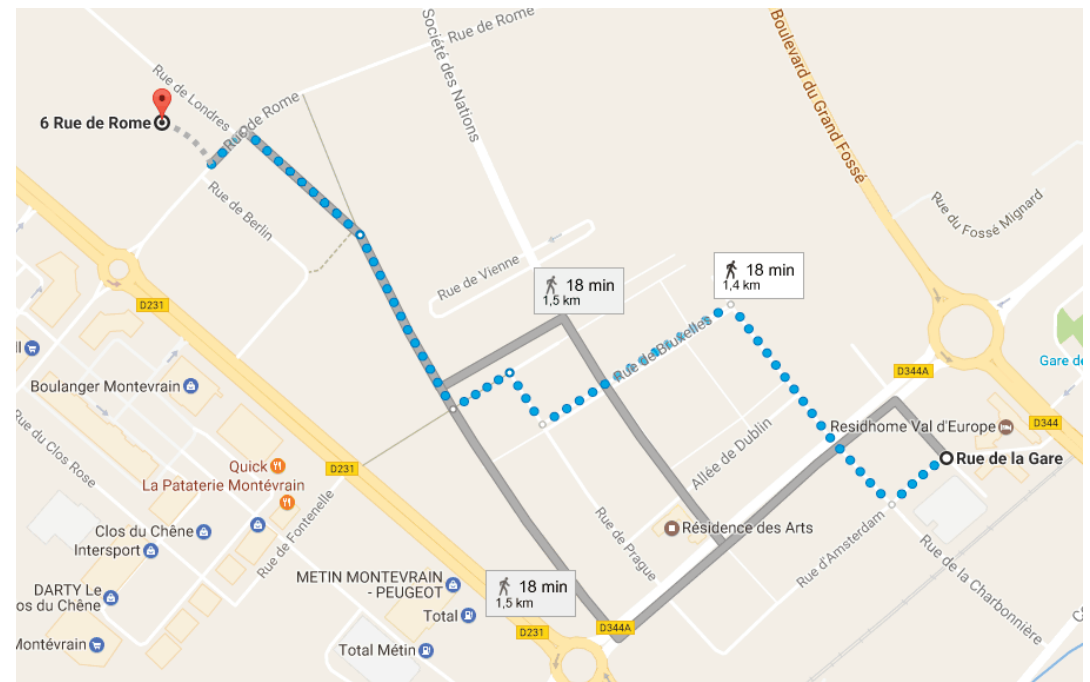 Rue de Rome
Société des Nations
Boulevard du Grand Fossé
Rue de Londres
6 Rue de Rome
Rue de Rome
Rue du Fossé Mignard
Rue de Berlin
Rue de Vienne
18 min
1,4 km
18 min
1,5 km
D231
Rue de Bruxelles
ll
Gare de
D344A
Boulanger Montevrain
Allée de Dublin
Residhome Val d'Europe
D344
Rue du Clos Rose
Quick
La Pataterie Montévrain
D231
Rue de la Gare
Rue de Fontenelle
Clos du Chêne
Intersport
Rue de Prague
Résidence des Arts
Rue d'Amsterdam
Rue de la Charbonnière
METIN MONTEVRAIN
- PEUGEOT
18 min
1,5 km
DARTY Le
os du Chêne
Total
D231
D344A
Montévrain
Total Métin